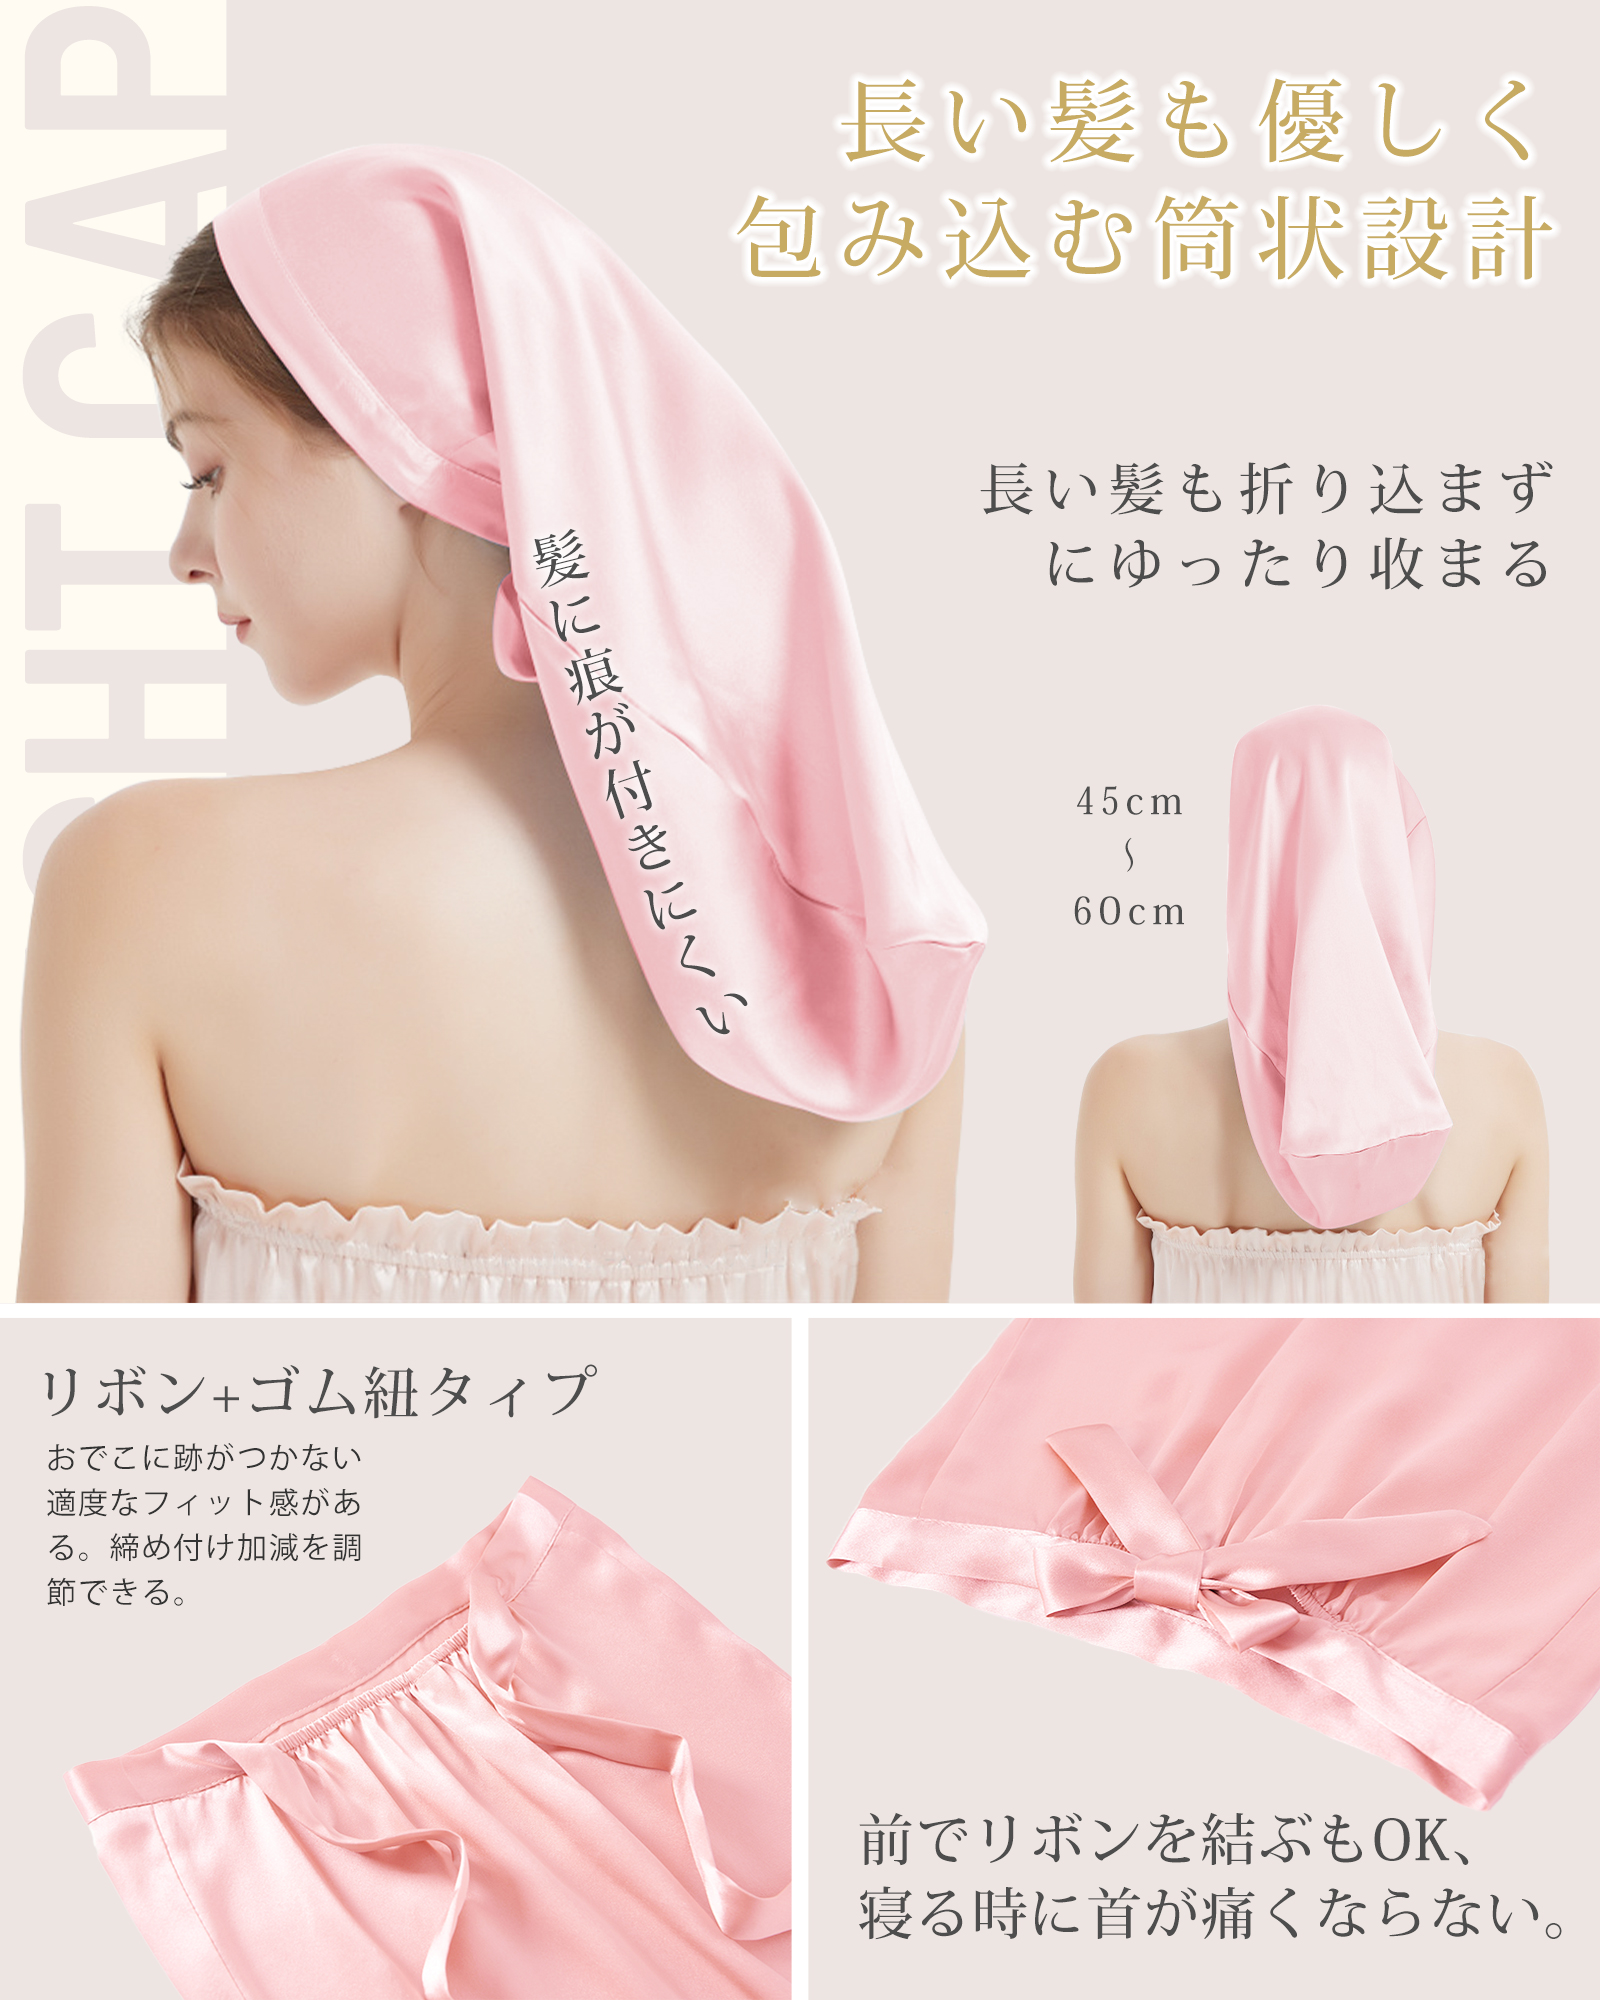 長い髪も優しく
包み込む筒状設計
長い髪も折り込まず
にゆったり収まる
髪に痕が付きにくい
45cm
〜
60cm
GHT CAP
リボン+ゴム紐タィプ
おでこに跡がつかない
適度なフィット感があ
る。締め付け加減を調
節できる。
前でリボンを結ぶもOK、
寝る時に首が痛くならない。